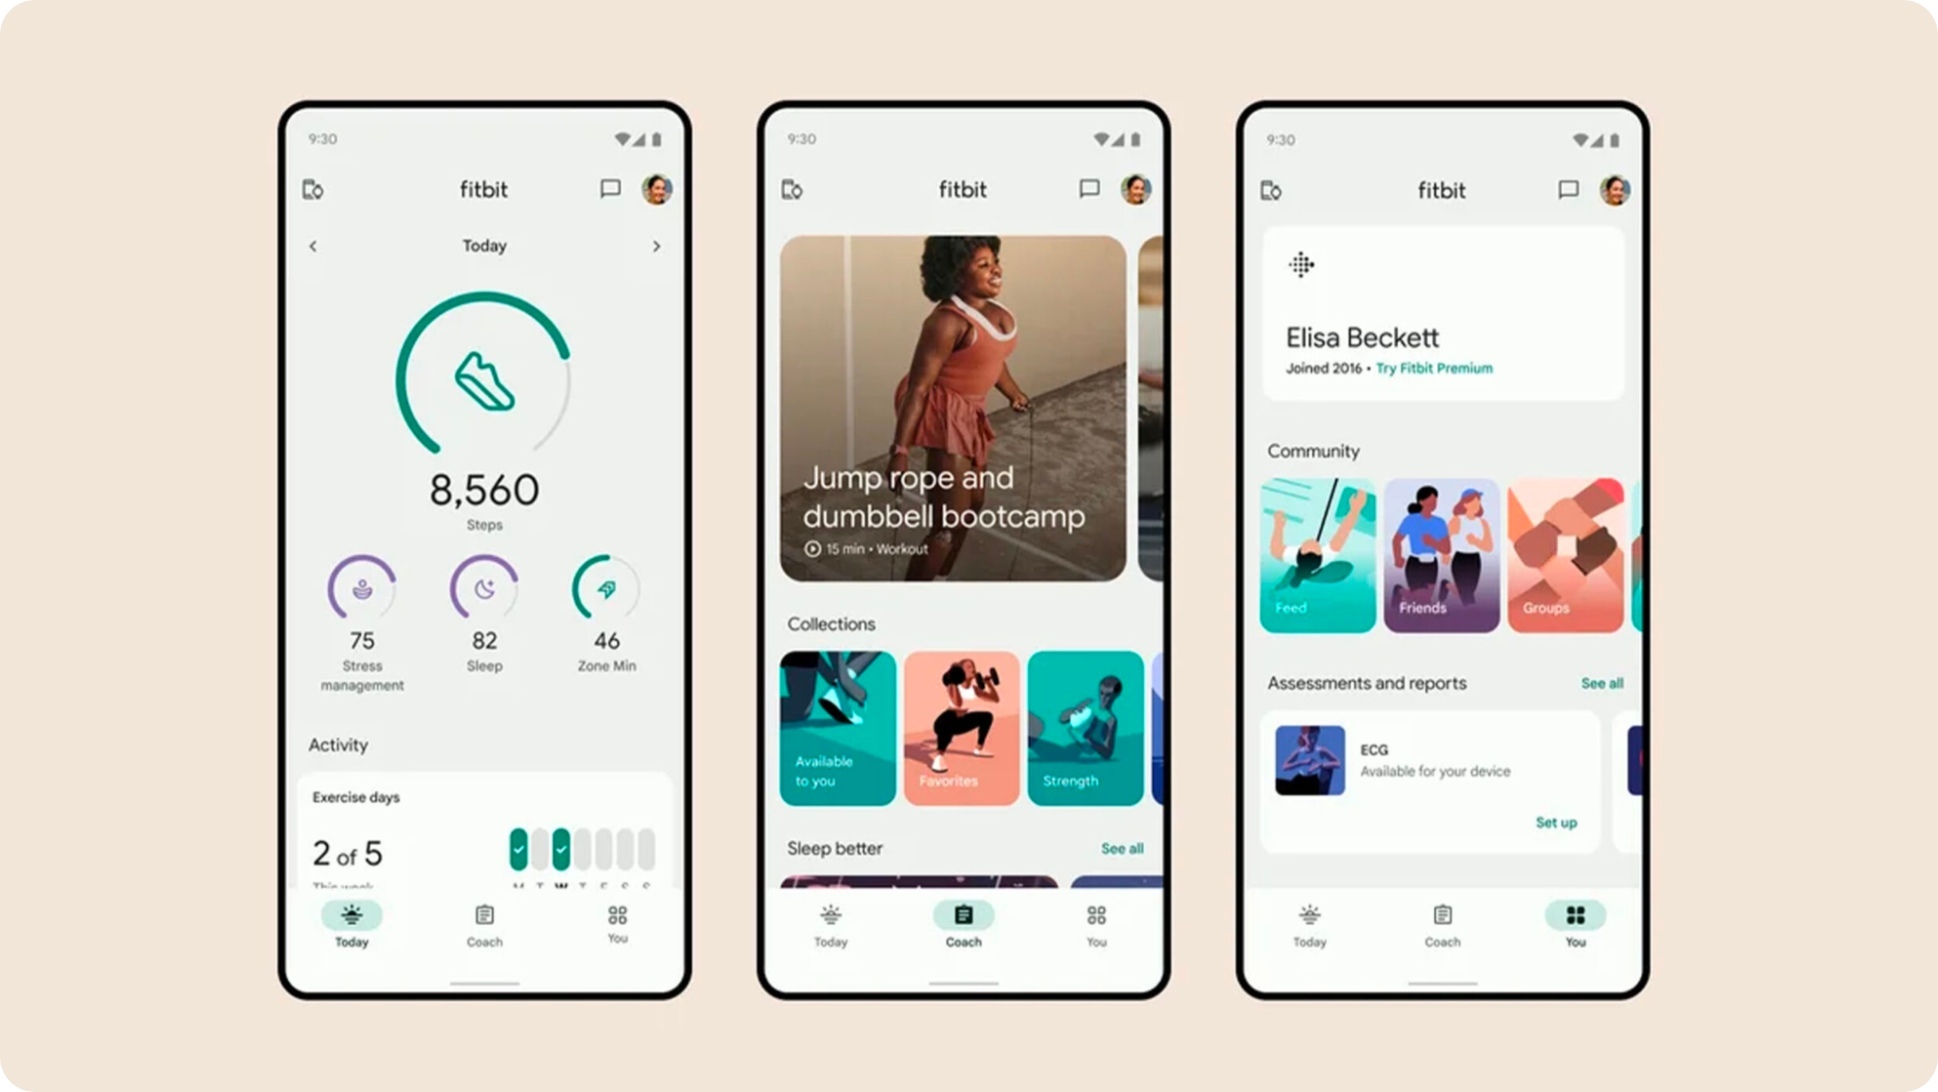 9:30
fitbit
Today
8,560
Steps
75
82
46
Stress
management
Sleep
Zone Min
Activity
Exercise days
2 of 5
This week
M T W T F S S
Today
Coach
You
9:30
fitbit
Jump rope and
dumbbell bootcamp
15 min • Workout
Collections
Available
to you
Favorites
Strength
Sleep better
See all
Today
Coach
You
9:30
fitbit
Elisa Beckett
Joined 2016 • Try Fitbit Premium
Community
Feed
Friends
Groups
Assessments and reports
See all
ECG
Available for your device
Set up
Today
Coach
You